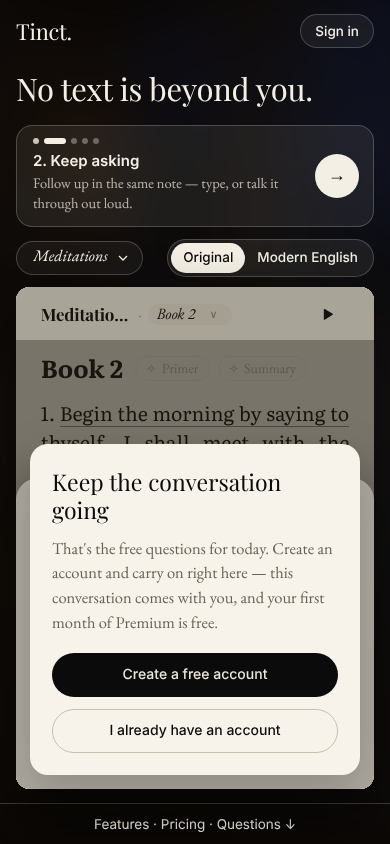 Tinct.
Sign in
No text is beyond you.
2. Keep asking
Follow up in the same note — type, or talk it
through out loud.
→
Meditations
Original
Modern English
Meditatio... · Book 2 ∨
Book 2
✧ Primer
✧ Summary
1. Begin the morning by saying to
thyself, I shall meet with the
Keep the conversation
going
That's the free questions for today. Create an
account and carry on right here — this
conversation comes with you, and your first
month of Premium is free.
Create a free account
I already have an account
Features · Pricing · Questions ↓